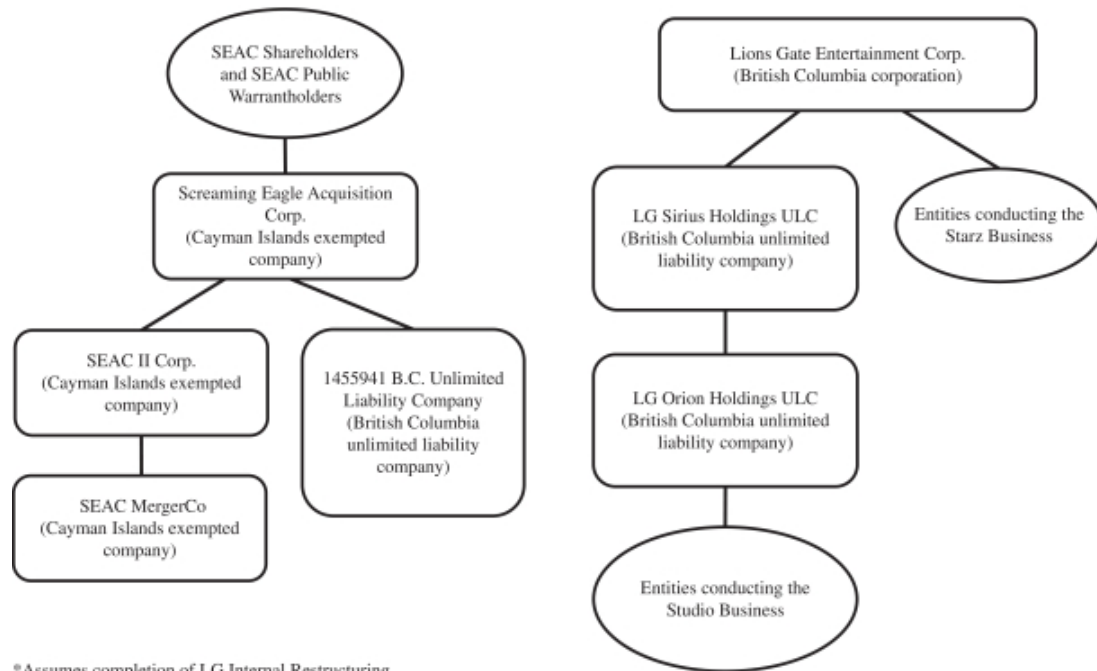 SEAC Shareholders
and SEAC Public
Warrantholders
Screaming Eagle Acquisition
Corp.
(Cayman Islands exempted
company)
SEAC II Corp.
(Cayman Islands exempted
company)
1455941 B.C. Unlimited
Liability Company
(British Columbia
unlimited liability
company)
SEAC MergerCo
(Cayman Islands exempted
company)
Lions Gate Entertainment Corp.
(British Columbia corporation)
LG Sirius Holdings ULC
(British Columbia unlimited
liability company)
Entities conducting the
Starz Business
LG Orion Holdings ULC
(British Columbia unlimited
liability company)
Entities conducting the
Studio Business
*Assumes completion of LG Internal Restructuring